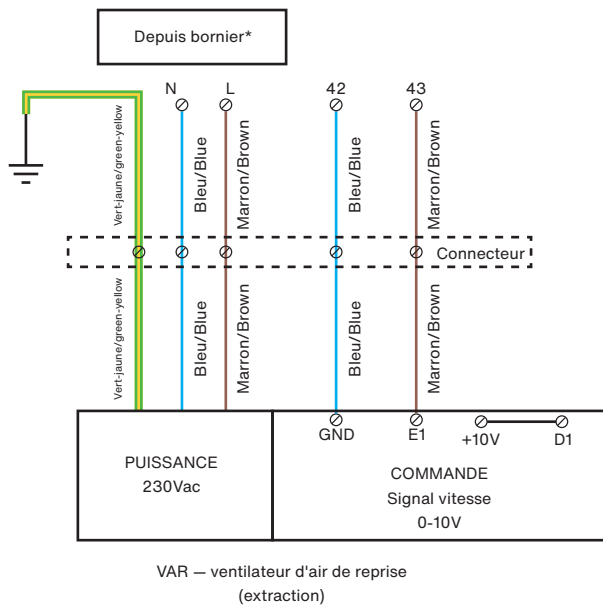 Depuis bornier*
N
L
42
43
Vert-jaune/green-yellow
Bleu/Blue
Marron/Brown
Bleu/Blue
Marron/Brown
Connecteur
Vert-jaune/green-yellow
Bleu/Blue
Marron/Brown
Bleu/Blue
Marron/Brown
GND
E1
+10V
D1
PUISSANCE
230Vac
COMMANDE
Signal vitesse
0-10V
VAR — ventilateur d'air de reprise
(extraction)